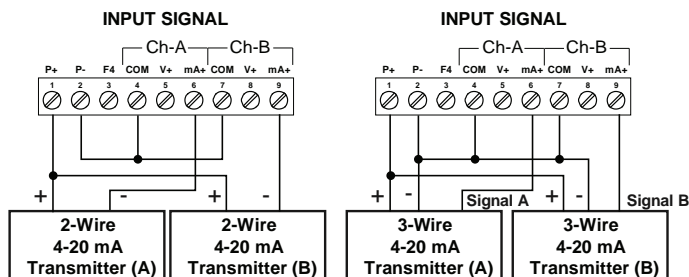 INPUT SIGNAL
Ch-A Ch-B
P+ P- F4 COM V+ mA+ COM V+ mA+
1 2 3 4 5 6 7 8 9
+ - + -
2-Wire
4-20 mA
Transmitter (A)
2-Wire
4-20 mA
Transmitter (B)
INPUT SIGNAL
Ch-A Ch-B
P+ P- F4 COM V+ mA+ COM V+ mA+
1 2 3 4 5 6 7 8 9
+ - Signal A + - Signal B
3-Wire
4-20 mA
Transmitter (A)
3-Wire
4-20 mA
Transmitter (B)